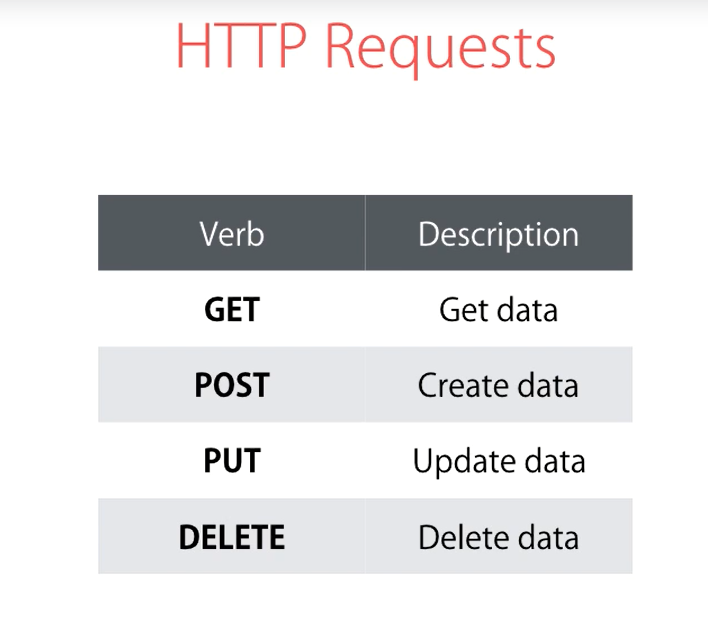 HTTP Requests
Verb Description
GET Get data
POST Create data
PUT Update data
DELETE Delete data